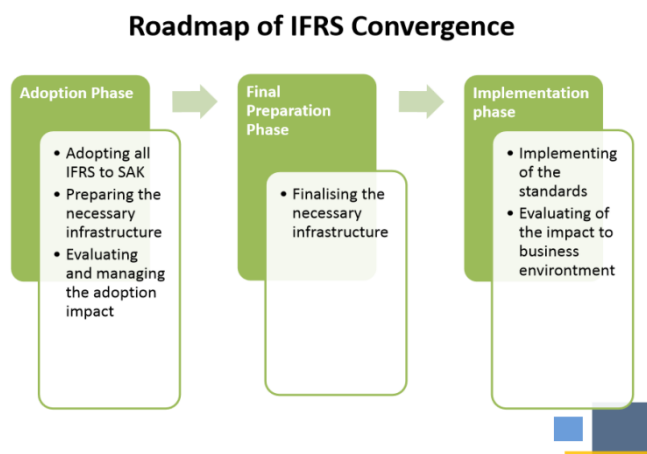 Roadmap of IFRS Convergence
Adoption Phase
• Adopting all
IFRS to SAK
• Preparing the
necessary
infrastructure
• Evaluating
and managing
the adoption
impact
Final
Preparation
Phase
• Finalising the
necessary
infrastructure
Implementation
phase
• Implementing
of the
standards
• Evaluating of
the impact to
business
environtment